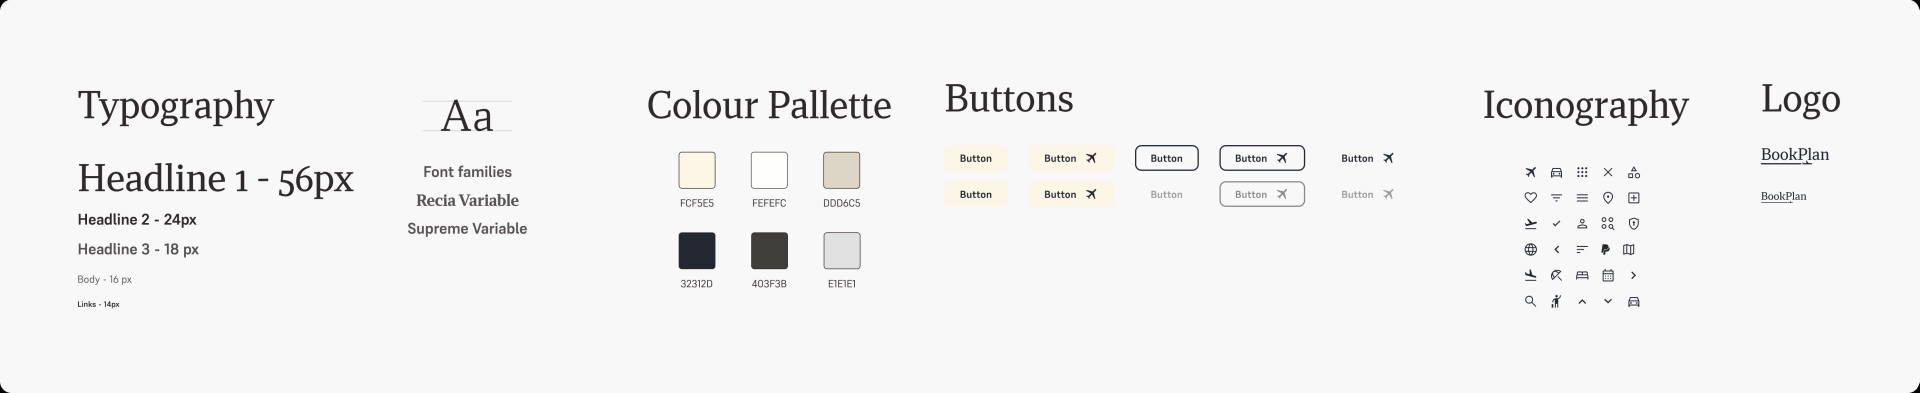 Typography
Headline 1 - 56px
Headline 2 - 24px
Headline 3 - 18 px
Body - 16 px
Links - 14px
Aa
Font families
Recia Variable
Supreme Variable
Colour Pallette
FCF5E5 FEFEFC DDD6C5
32312D 403F3B E1E1E1
Buttons
Button Button Button Button Button
Button Button Button Button Button
Iconography
Logo
BookPlan
BookPlan